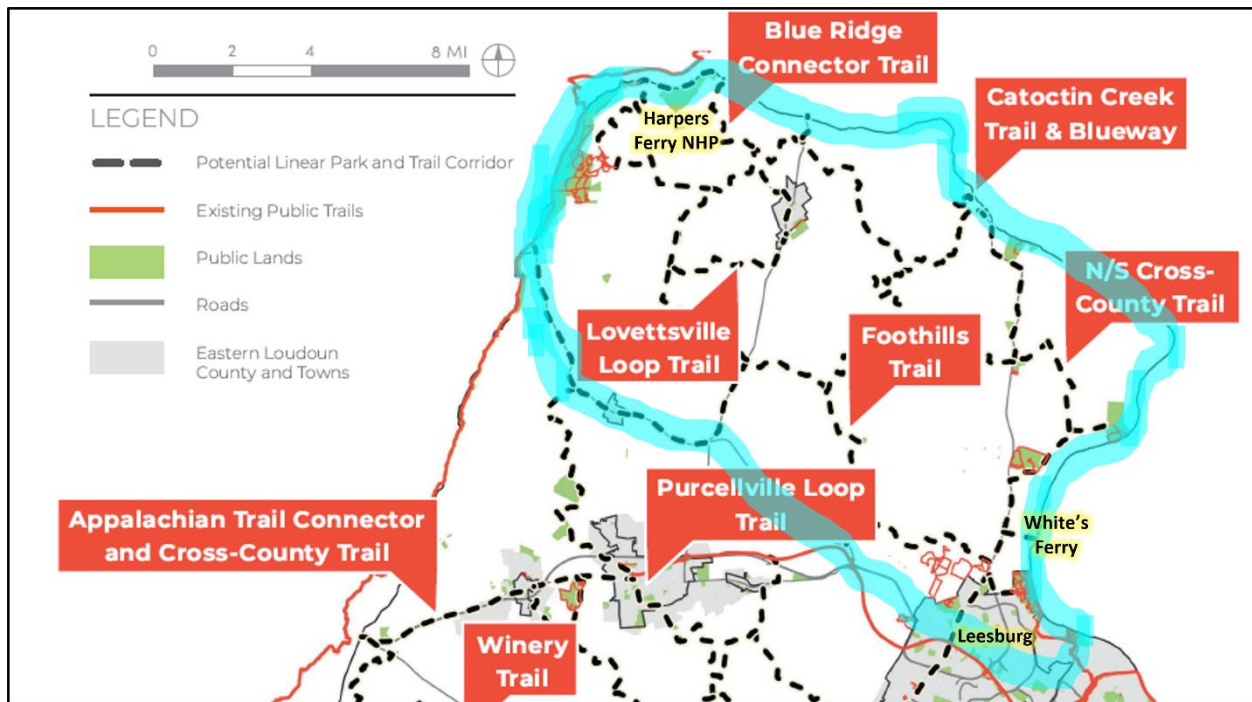 0 2 4 8 MI
LEGEND
Potential Linear Park and Trail Corridor
Existing Public Trails
Public Lands
Roads
Eastern Loudoun
County and Towns
Blue Ridge
Connector Trail
Harpers
Ferry NHP
Catoctin Creek
Trail & Blueway
N/S Cross-
County Trail
Lovettsville
Loop Trail
Foothills
Trail
Purcellville Loop
Trail
Appalachian Trail Connector
and Cross-County Trail
White's
Ferry
Winery
Trail
Leesburg